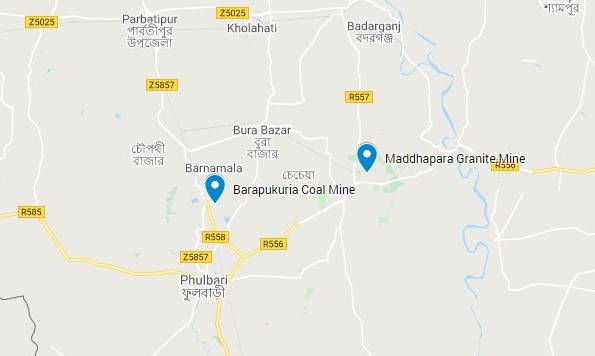 Z5025
Parbatipur
পার্বতীপুর
উপজেলা
Z5025
Kholahati
Badarganj
বদরগঞ্জ
শ্যামপুর
Z5857
R557
Bura Bazar
বুরা
বাজার
চৌপথী
বাজার
Barnamala
চেচেয়া
Maddhapara Granite Mine
R556
Barapukuria Coal Mine
R585
R558
R556
Z5857
Phulbari
ফুলবাড়ী